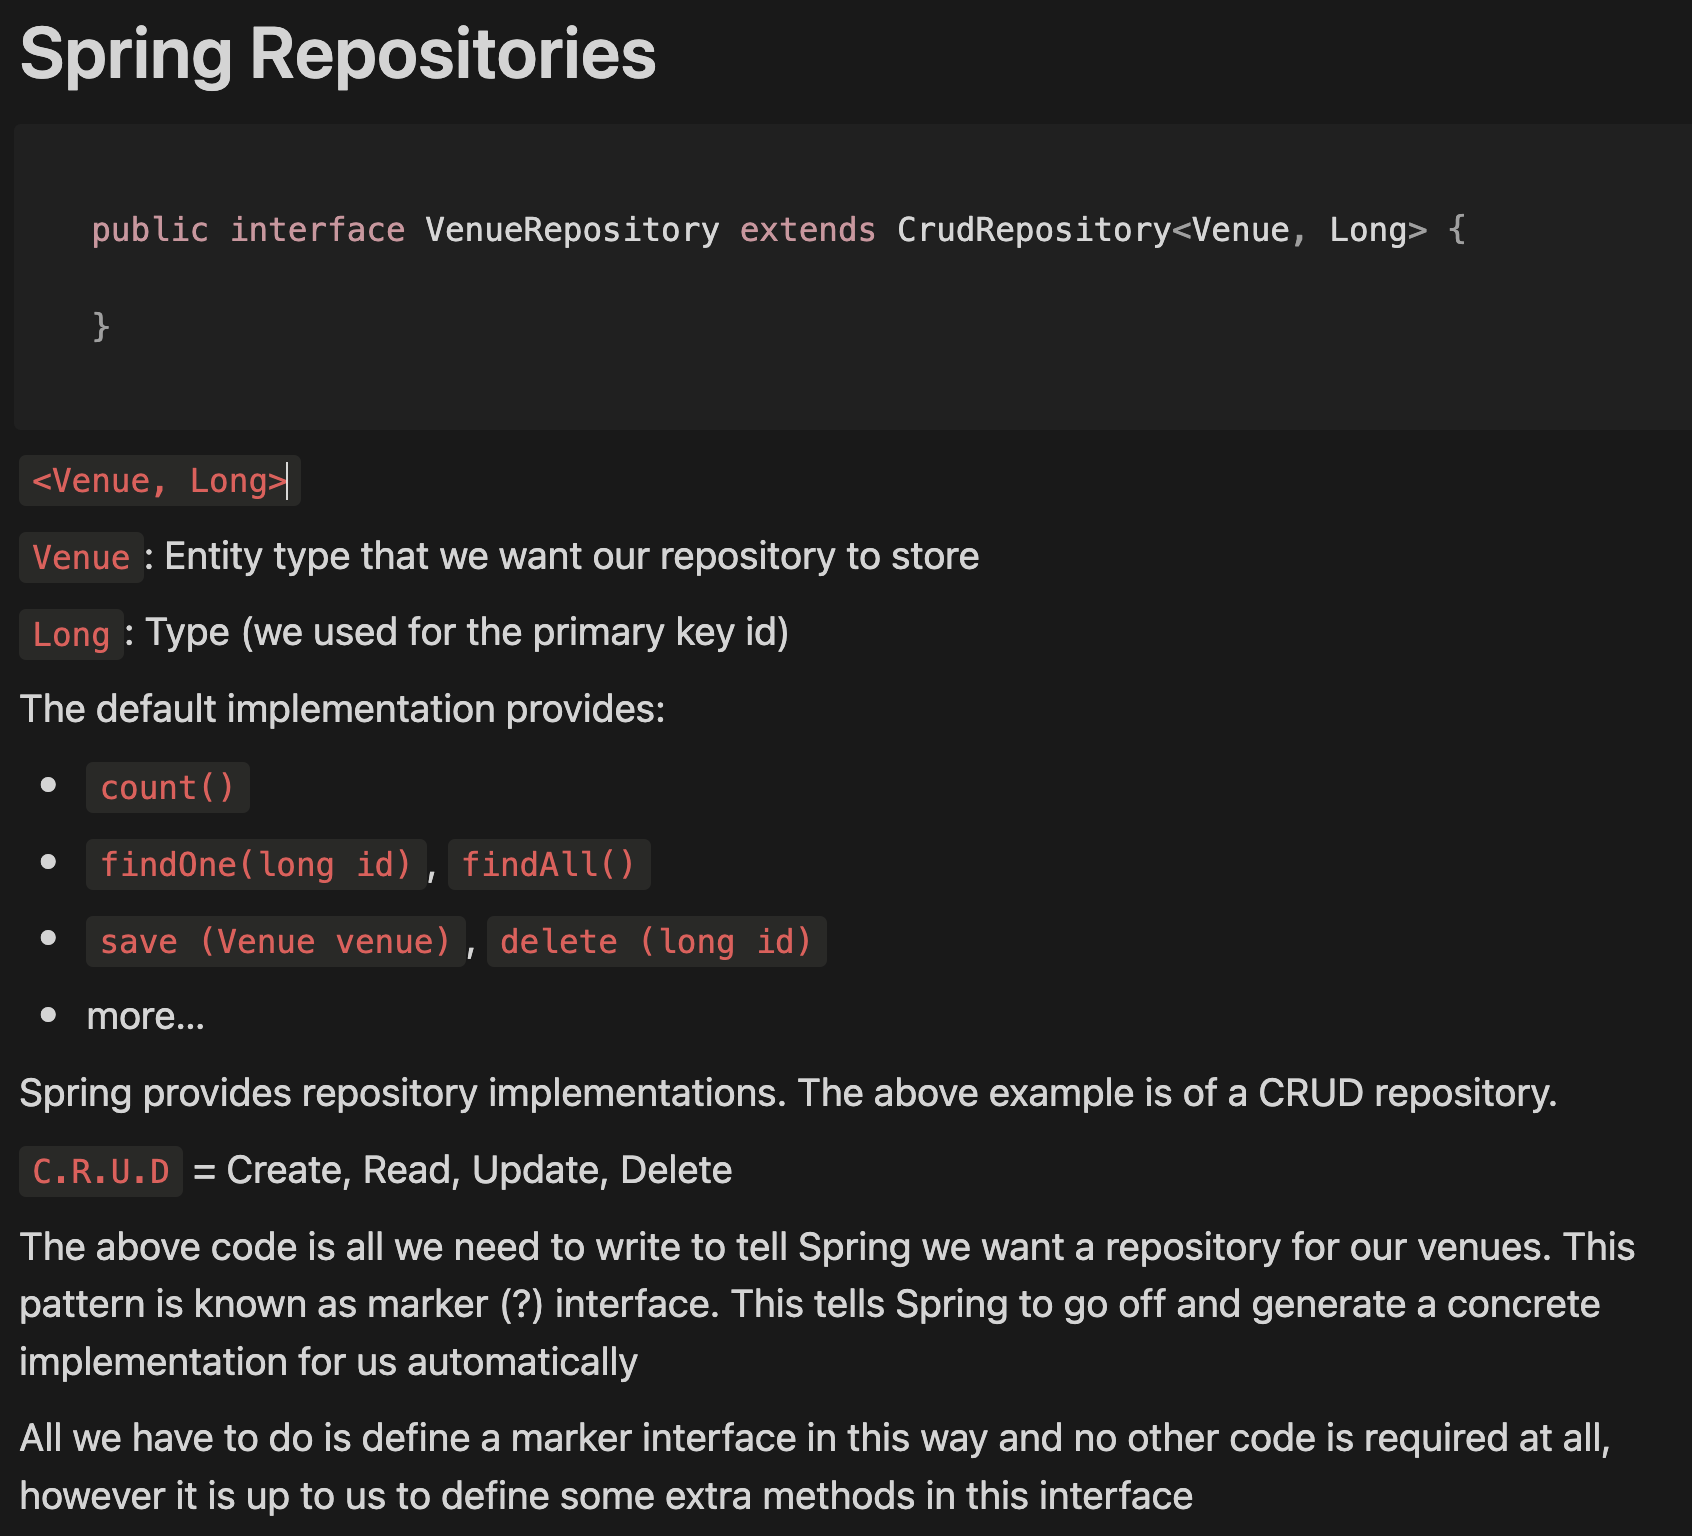 Spring Repositories
public interface VenueRepository extends CrudRepository<Venue, Long> {
}
<Venue, Long>
Venue : Entity type that we want our repository to store
Long : Type (we used for the primary key id)
The default implementation provides:
• count()
• findOne(long id) , findAll()
• save (Venue venue) , delete (long id)
• more...
Spring provides repository implementations. The above example is of a CRUD repository.
C.R.U.D = Create, Read, Update, Delete
The above code is all we need to write to tell Spring we want a repository for our venues. This
pattern is known as marker (?) interface. This tells Spring to go off and generate a concrete
implementation for us automatically
All we have to do is define a marker interface in this way and no other code is required at all,
however it is up to us to define some extra methods in this interface